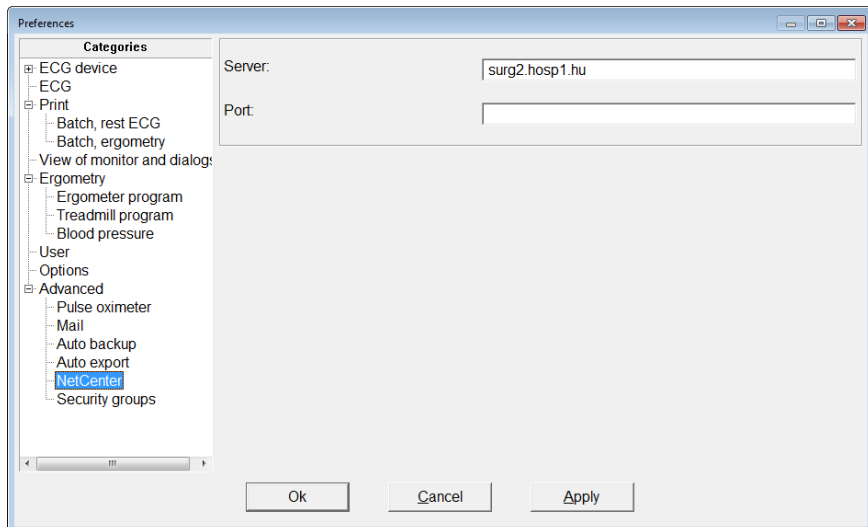 Preferences
Categories
ECG device
ECG
Print
Batch, rest ECG
Batch, ergometry
View of monitor and dialogs
Ergometry
Ergometer program
Treadmill program
Blood pressure
User
Options
Advanced
Pulse oximeter
Mail
Auto backup
Auto export
NetCenter
Security groups
Server:
surg2.hosp1.hu
Port:
Ok
Cancel
Apply